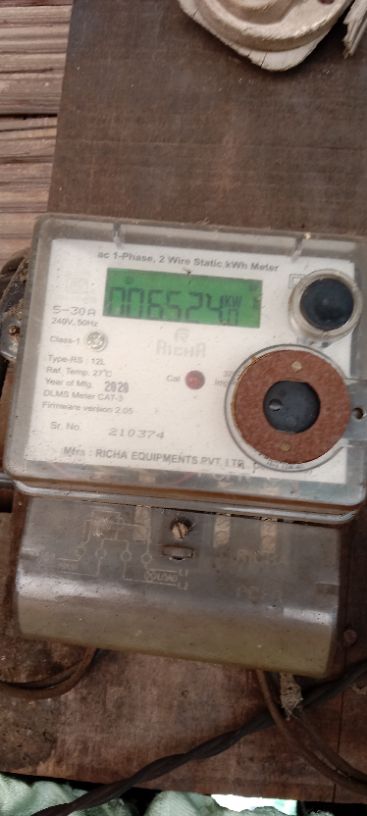 ac 1-Phase, 2 Wire Static kWh Meter
006524 kW
5-30A
240V, 50Hz
RICHA
Class-1
Type-RS : 12L
Ref. Temp. 27°C
Cal
Year of Mfg. 2020
DLMS Meter CAT-3
Firmware version 2.05
Sr. No. 210374
Mfrs : RICHA EQUIPMENTS PVT. LTD.
LOAD